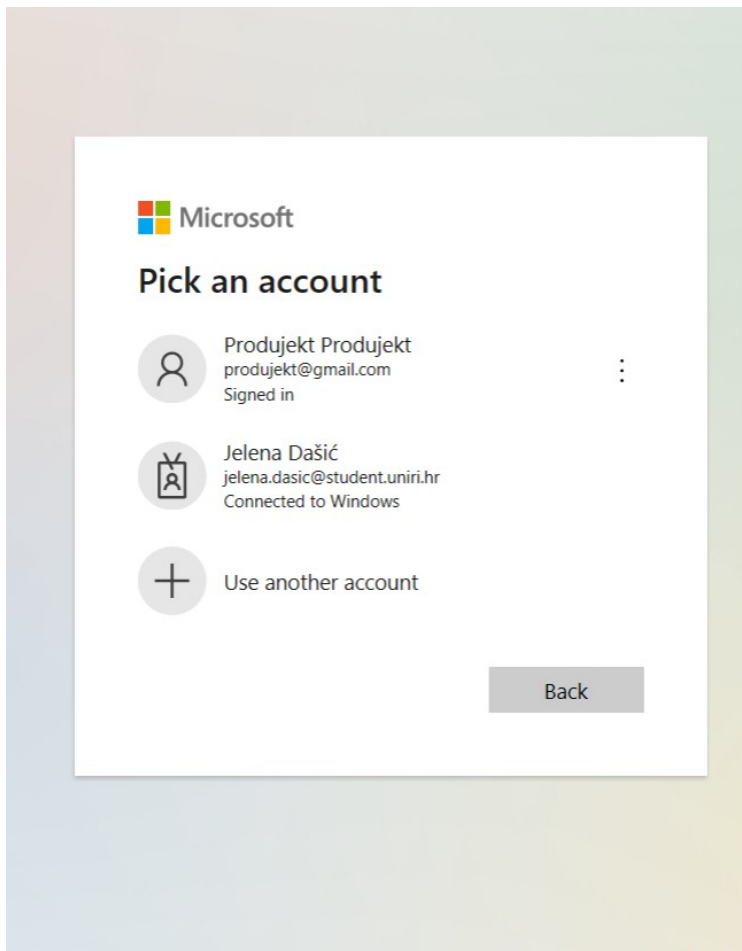 Microsoft
Pick an account
Produjekt Produjekt
produjekt@gmail.com
Signed in
Jelena Dašić
jelena.dasic@student.uniri.hr
Connected to Windows
Use another account
Back